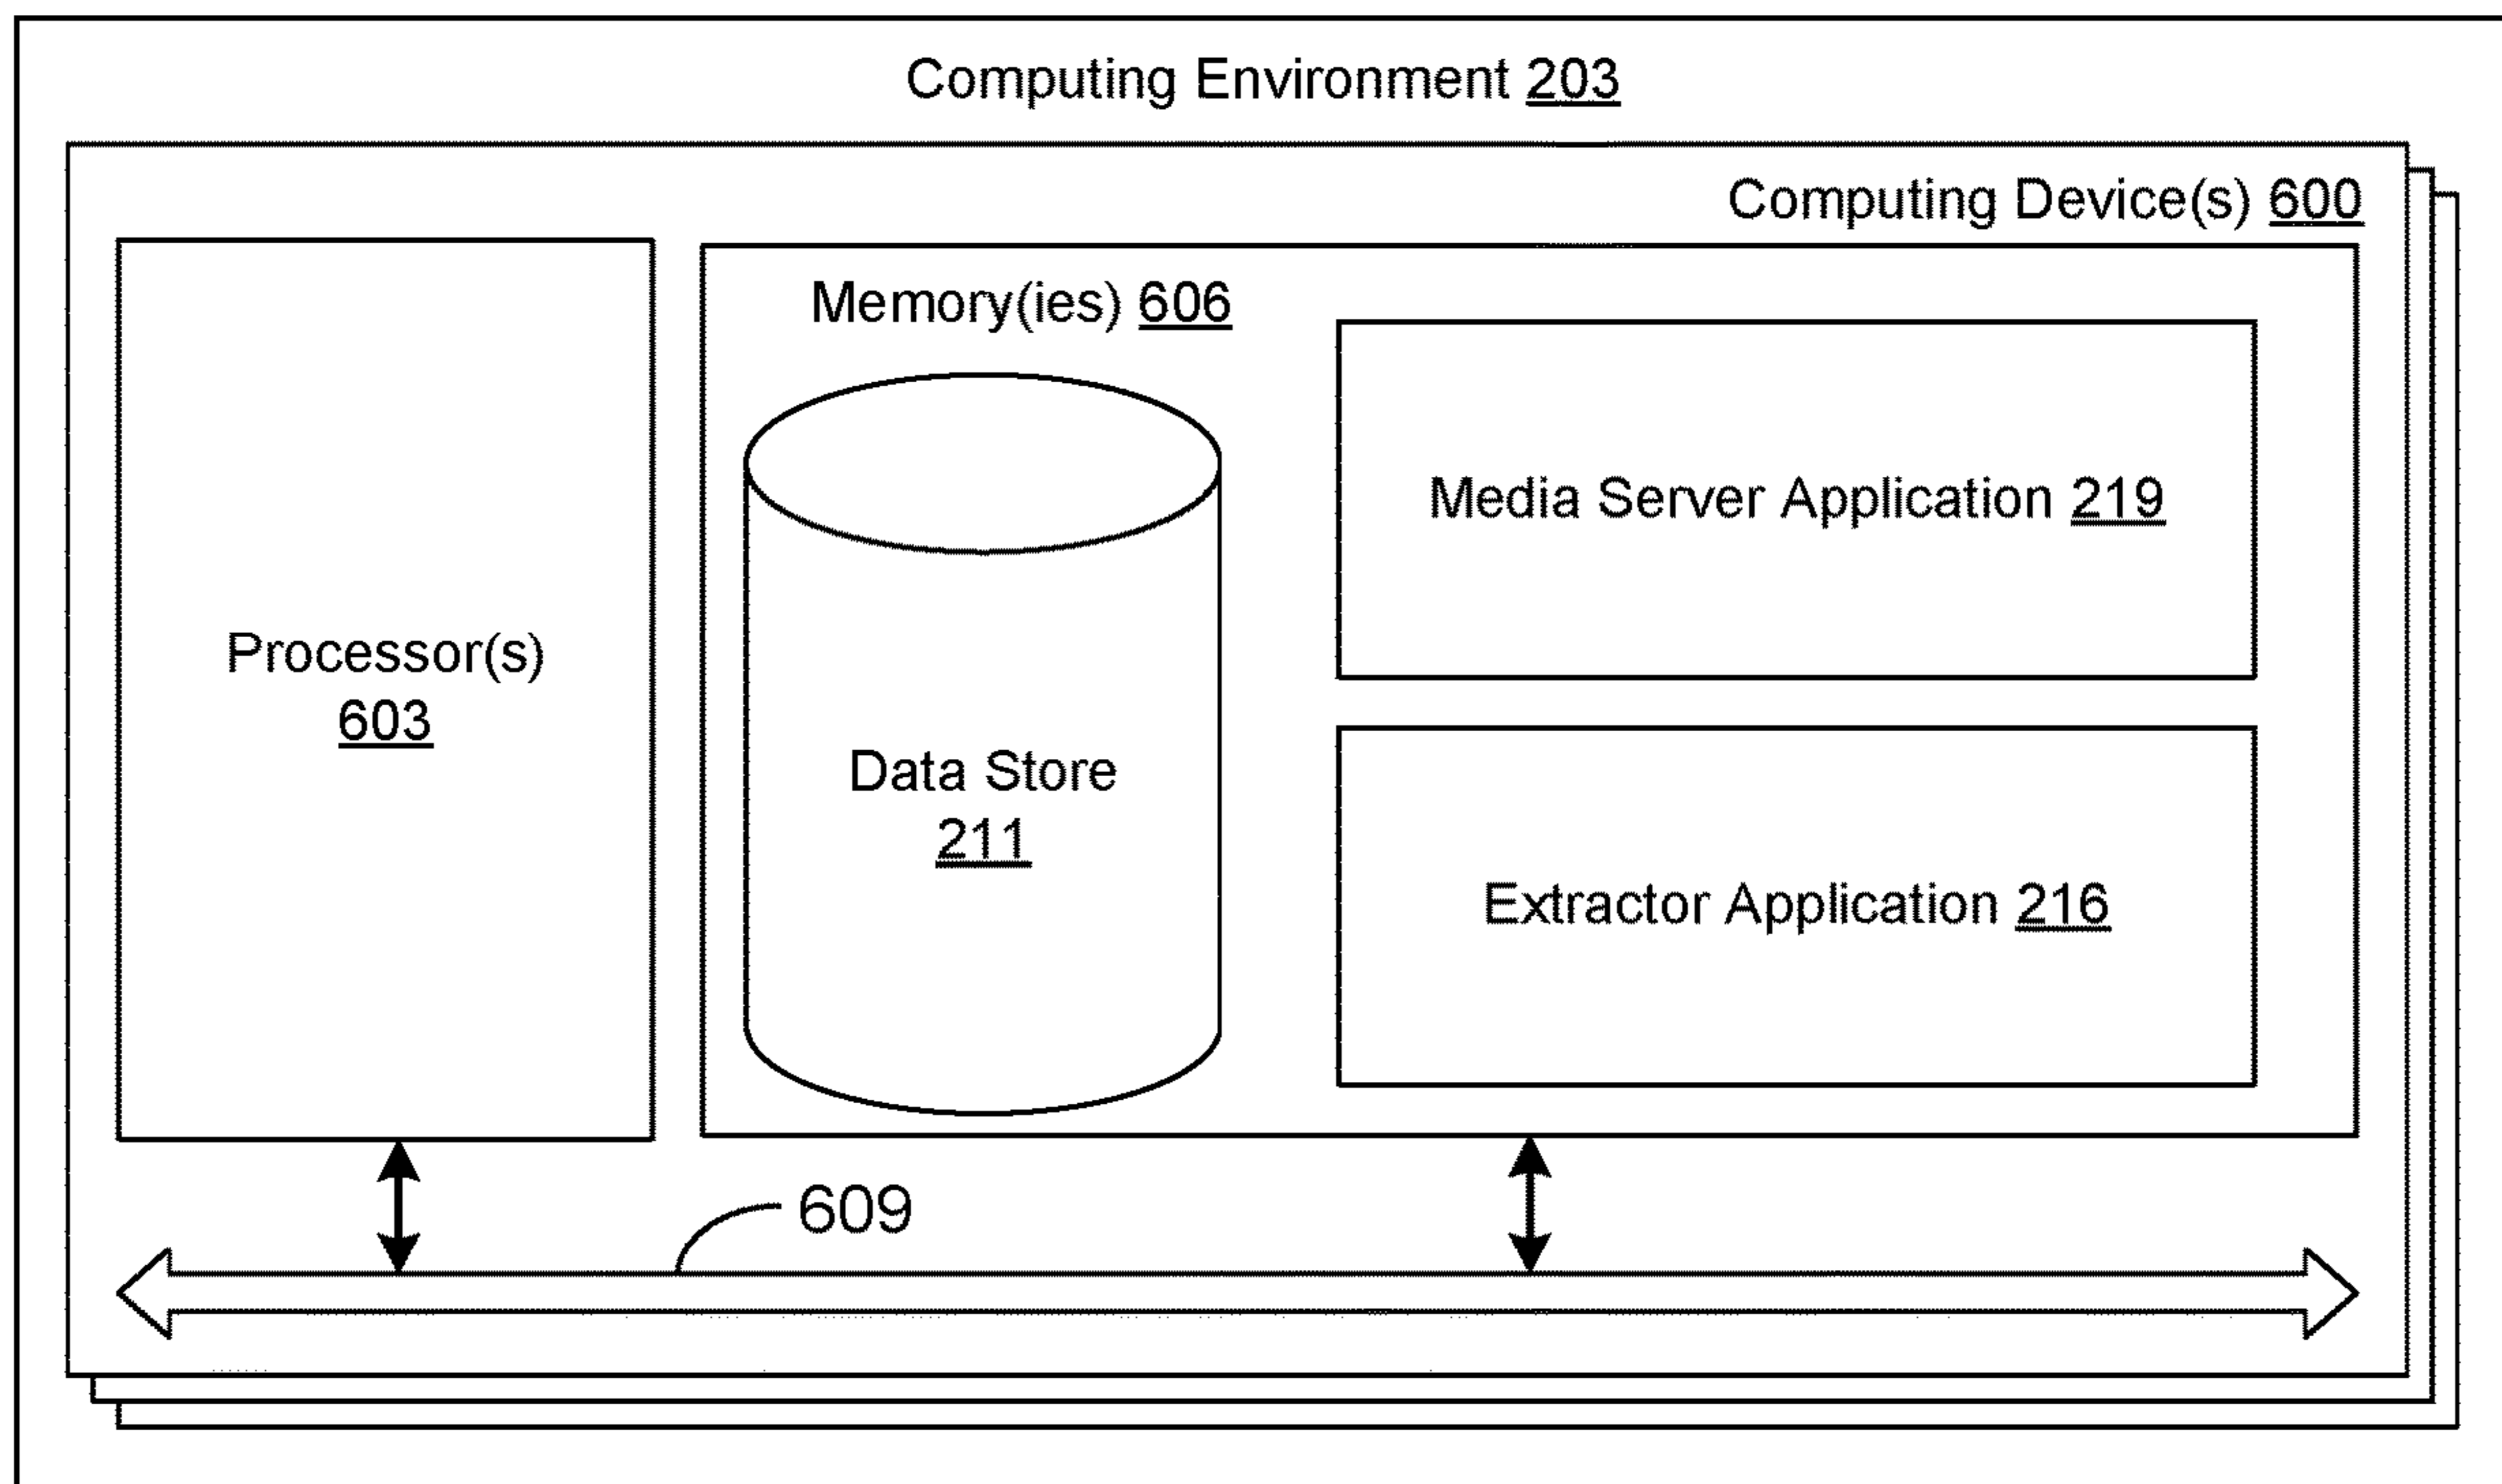 Computing Environment 203
Computing Device(s) 600
Memory(ies) 606
Media Server Application 219
Processor(s)
603
Data Store
211
Extractor Application 216
609